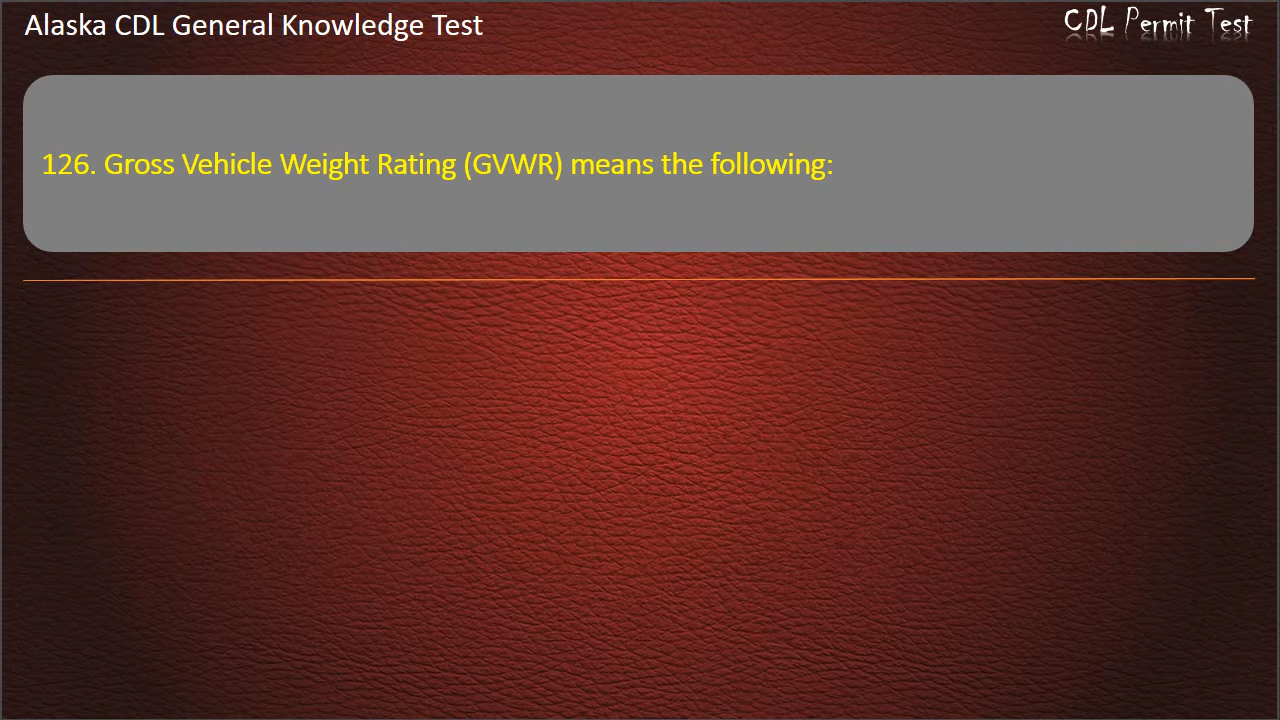 Alaska CDL General Knowledge Test
CDL Permit Test
126. Gross Vehicle Weight Rating (GVWR) means the following: